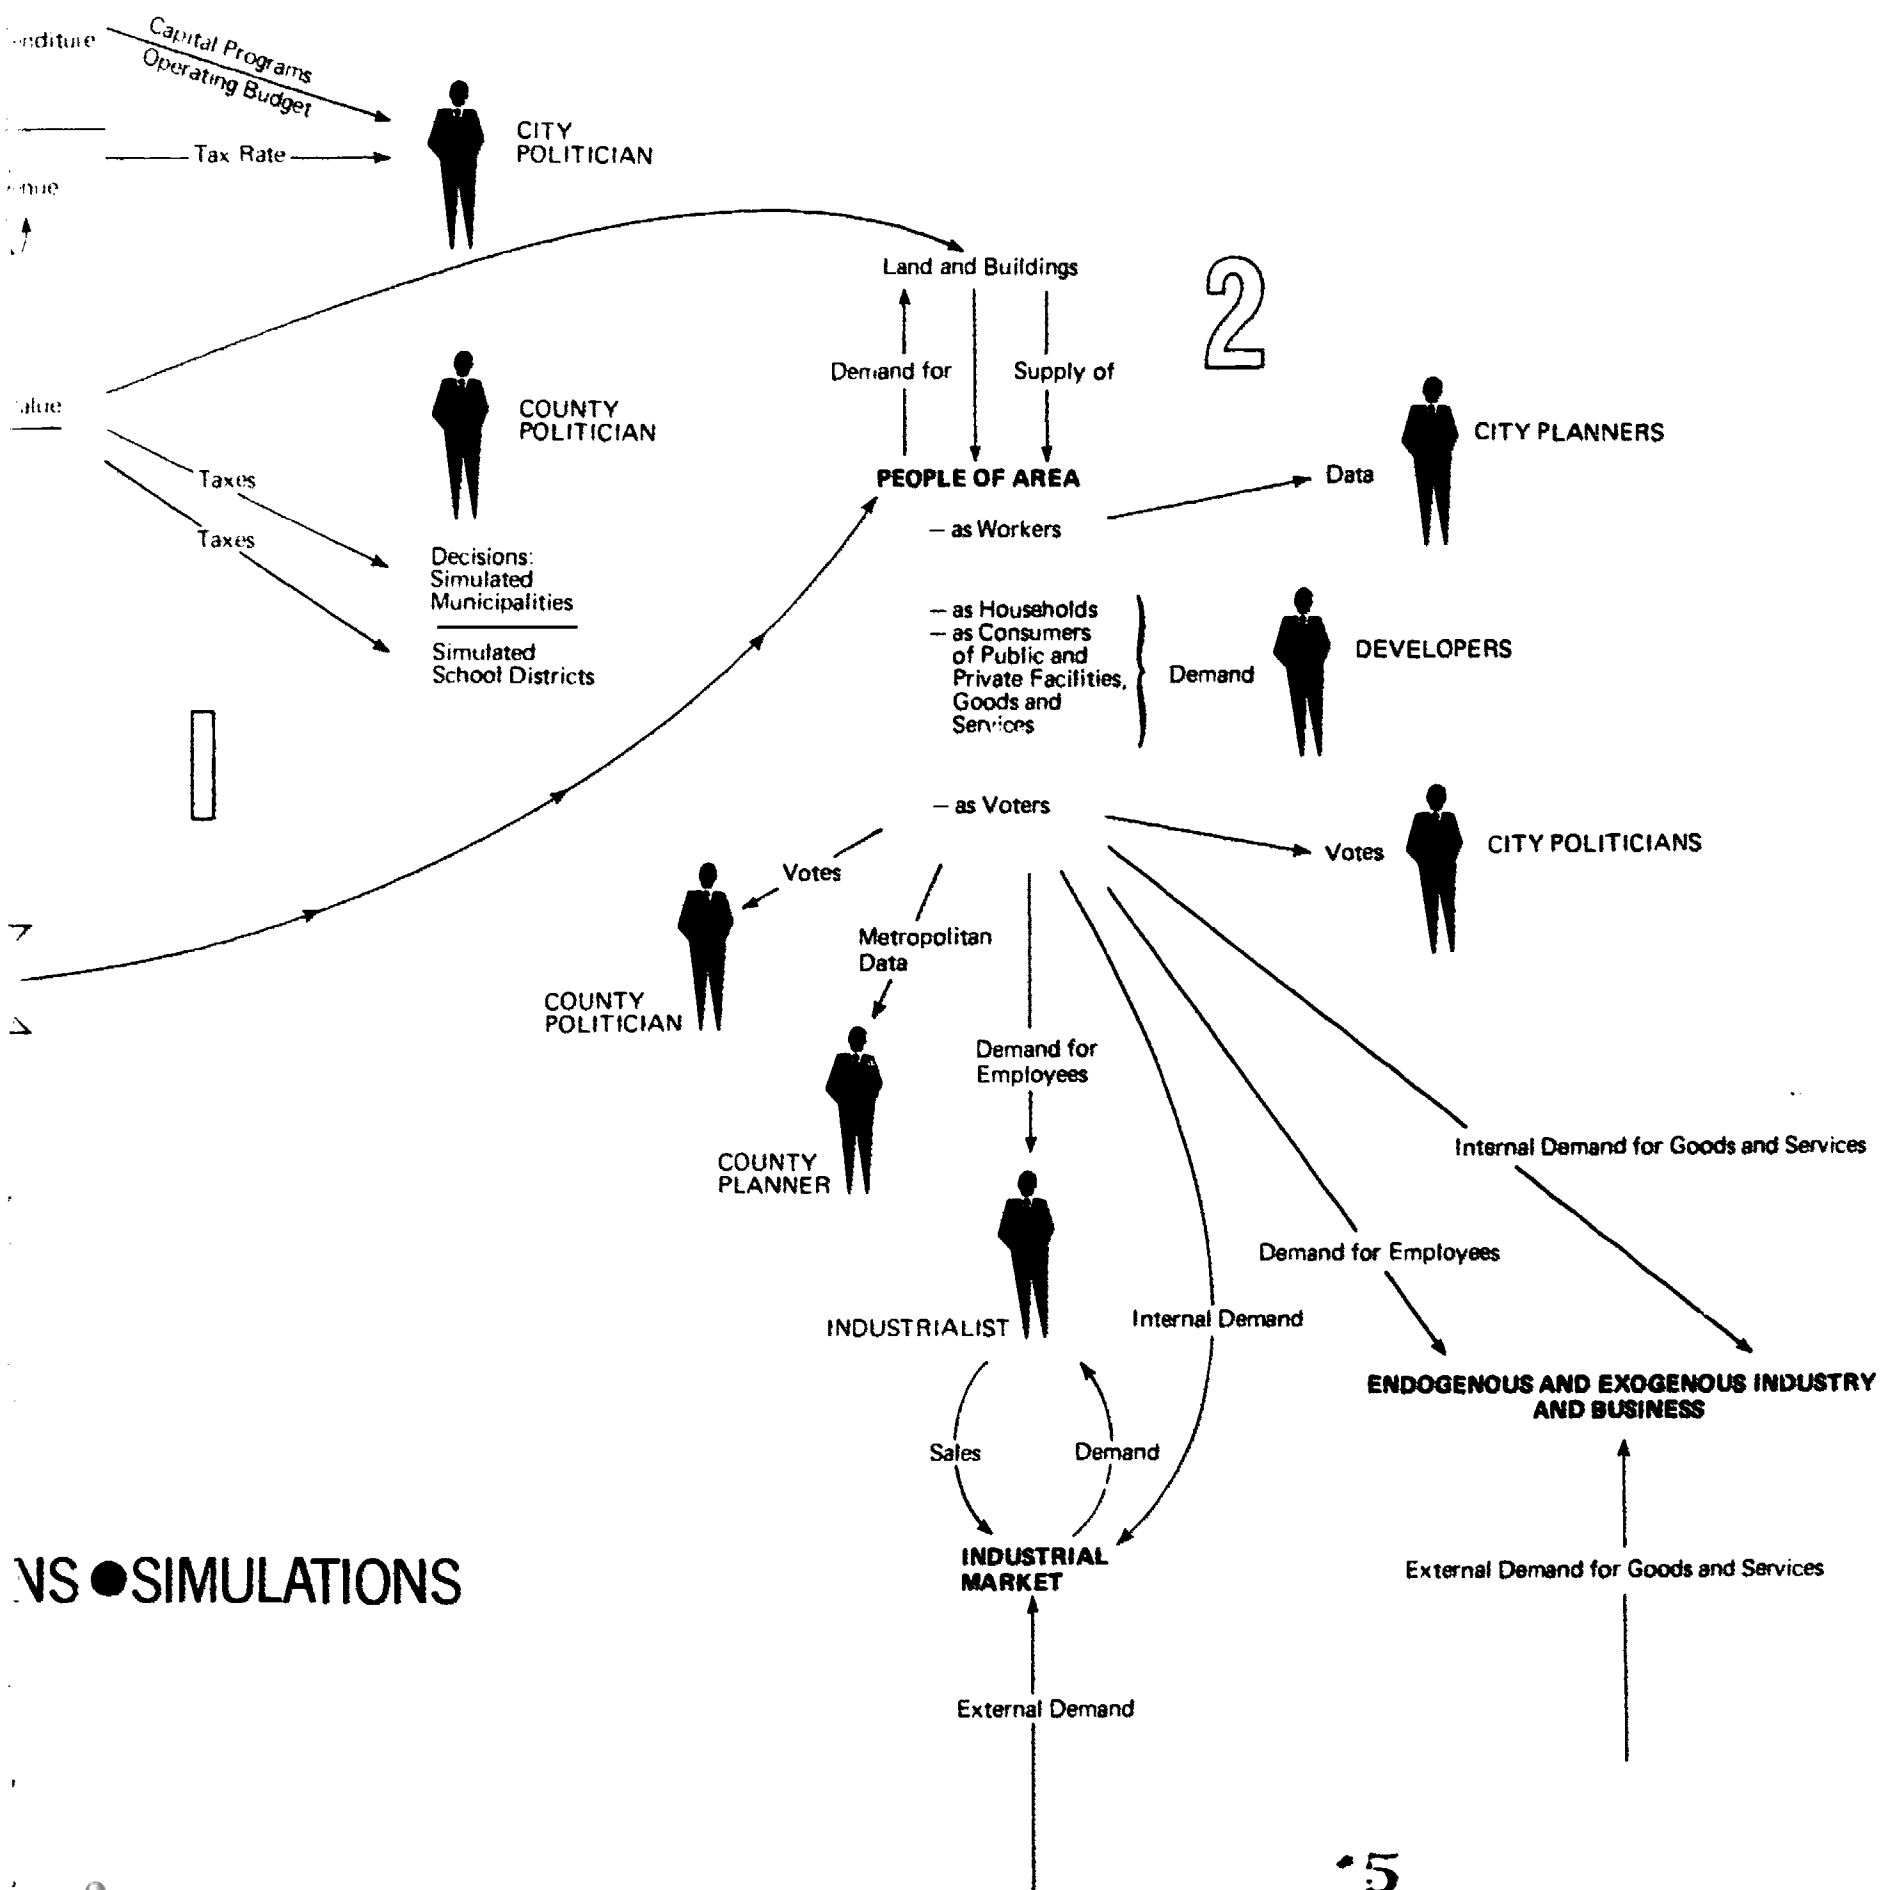 Capital Programs
Operating Budget
Tax Rate
CITY
POLITICIAN
Land and Buildings
2
Demand for
Supply of
COUNTY
POLITICIAN
CITY PLANNERS
Data
PEOPLE OF AREA
Taxes
— as Workers
Taxes
Decisions:
Simulated
Municipalities
Simulated
School Districts
— as Households
— as Consumers
of Public and
Private Facilities,
Goods and
Services
Demand
DEVELOPERS
— as Voters
Votes
CITY POLITICIANS
Votes
Metropolitan
Data
COUNTY
POLITICIAN
Demand for
Employees
COUNTY
PLANNER
Internal Demand for Goods and Services
Demand for Employees
Internal Demand
INDUSTRIALIST
ENDOGENOUS AND EXOGENOUS INDUSTRY
AND BUSINESS
Sales
Demand
INDUSTRIAL
MARKET
External Demand for Goods and Services
NS ●SIMULATIONS
External Demand
5